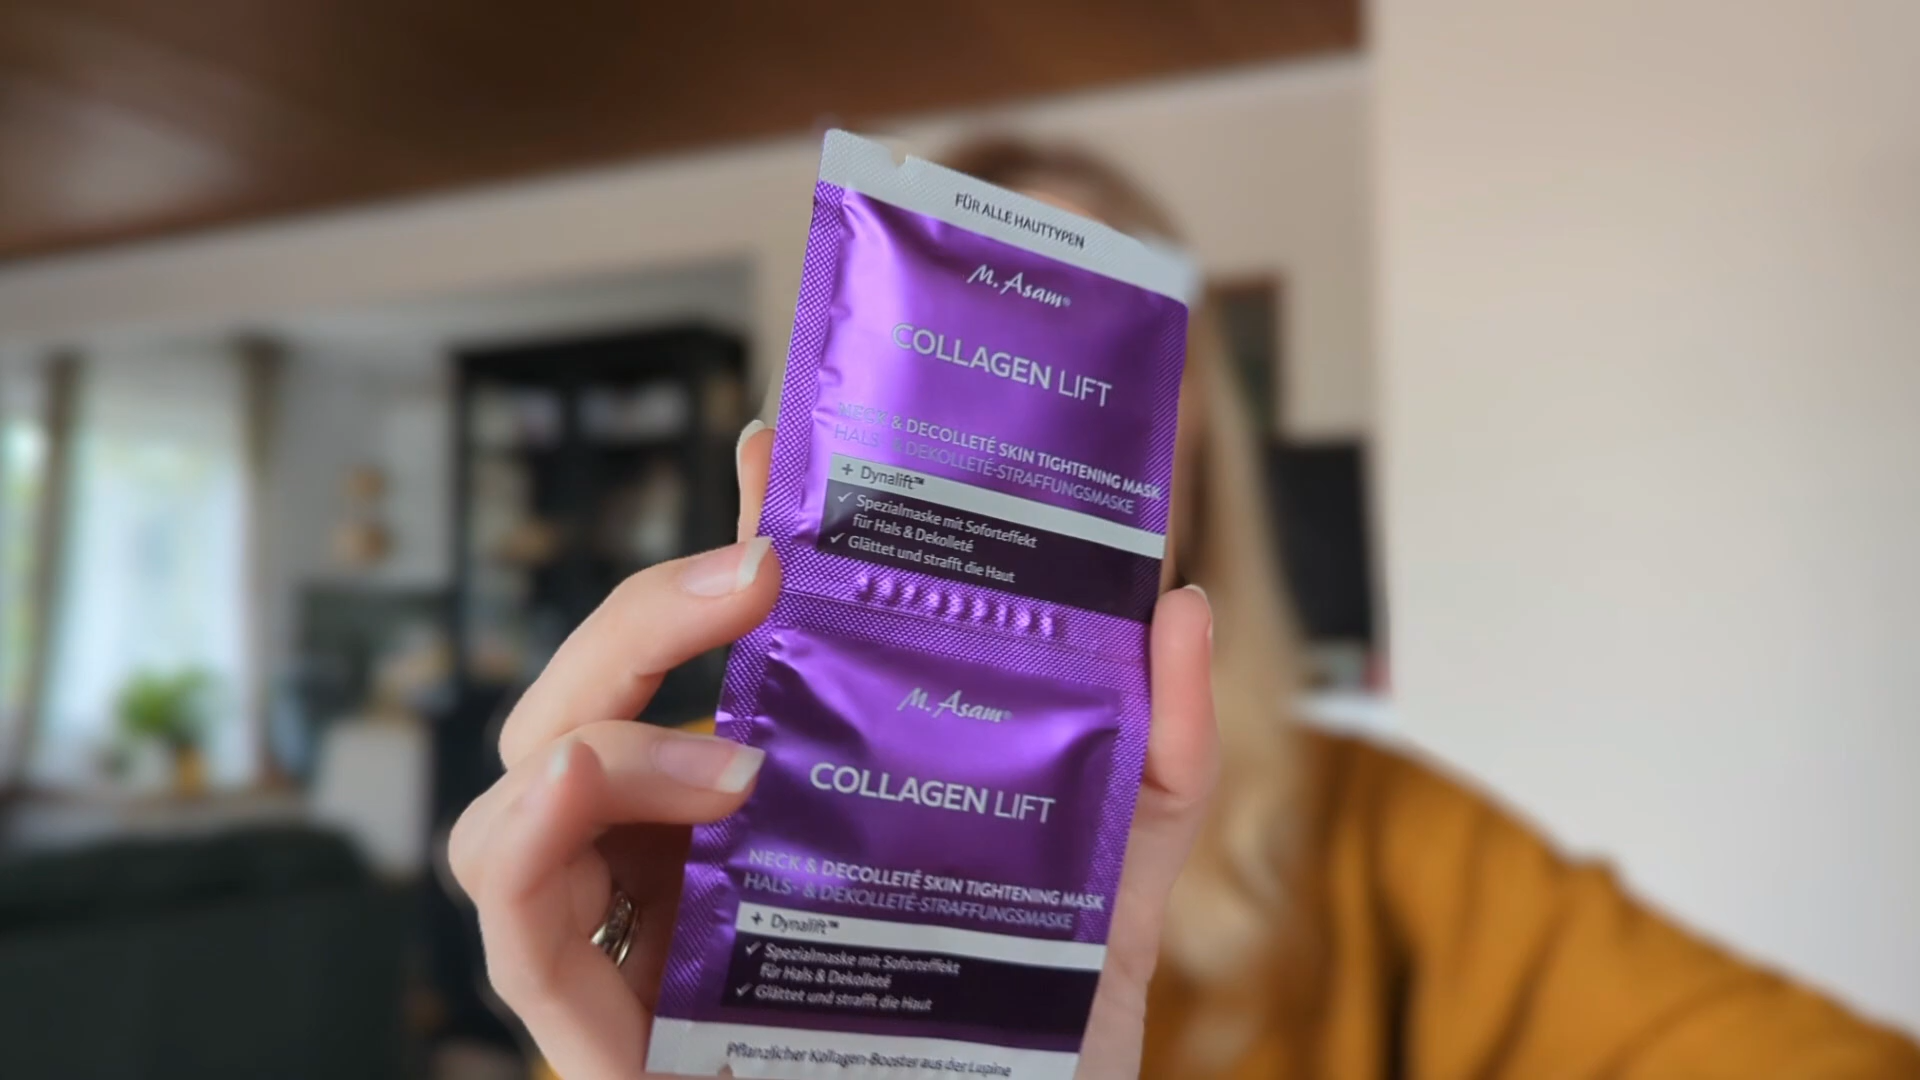 FÜR ALLE HAUTTYPEN
M. Asam®
COLLAGEN LIFT
NECK & DECOLLETÉ SKIN TIGHTENING MASK
HALS- & DEKOLLETÉ-STRAFFUNGSMASKE
+ Dynalift™
✓ Spezialmaske mit Soforteffekt
für Hals & Dekolleté
✓ Glättet und strafft die Haut
M. Asam®
COLLAGEN LIFT
NECK & DECOLLETÉ SKIN TIGHTENING MASK
HALS- & DEKOLLETÉ-STRAFFUNGSMASKE
+ Dynalift™
✓ Spezialmaske mit Soforteffekt
für Hals & Dekolleté
✓ Glättet und strafft die Haut
Pflanzlicher Kollagen-Booster aus der Lupine